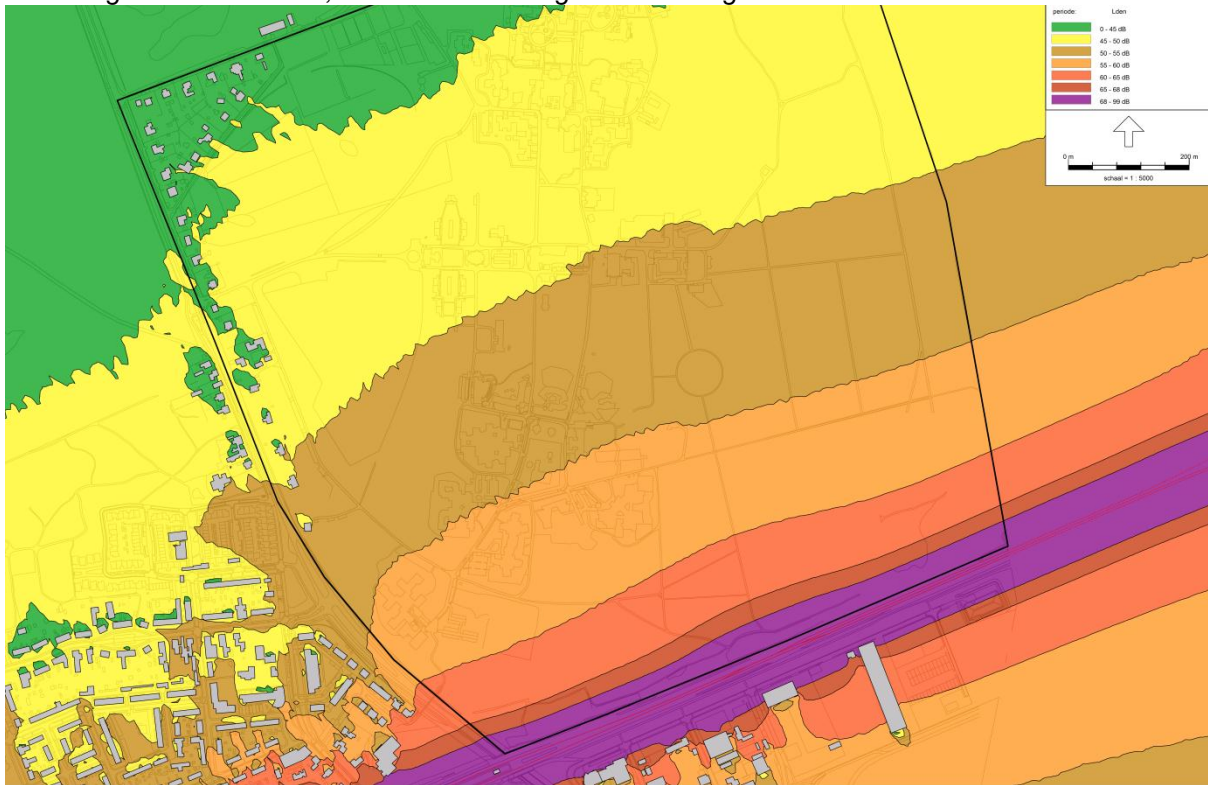 periode: Lden
0 - 45 dB
45 - 50 dB
50 - 55 dB
55 - 60 dB
60 - 65 dB
65 - 68 dB
68 - 99 dB
0 m 200 m
schaal = 1 : 5000